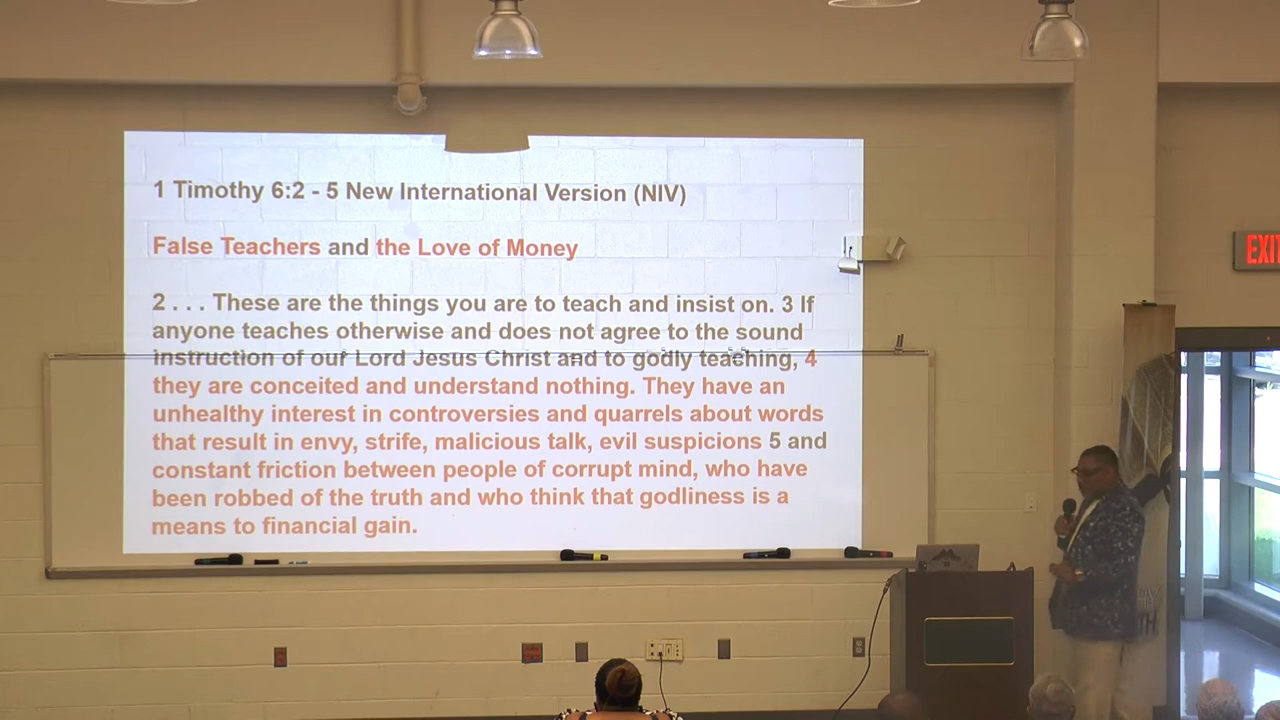 1 Timothy 6:2 - 5 New International Version (NIV)
False Teachers and the Love of Money
2 . . . These are the things you are to teach and insist on. 3 If
anyone teaches otherwise and does not agree to the sound
instruction of our Lord Jesus Christ and to godly teaching, 4
they are conceited and understand nothing. They have an
unhealthy interest in controversies and quarrels about words
that result in envy, strife, malicious talk, evil suspicions 5 and
constant friction between people of corrupt mind, who have
been robbed of the truth and who think that godliness is a
means to financial gain.
EXI